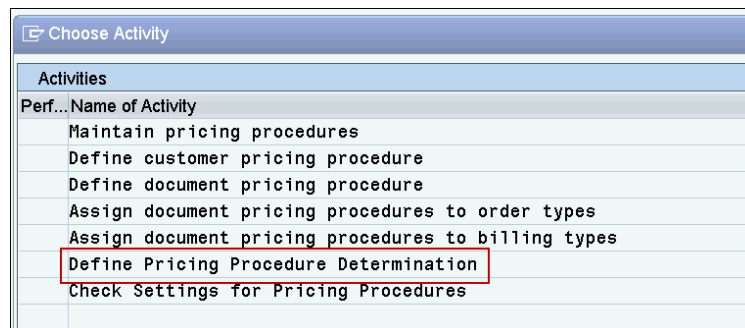 Choose Activity
Activities
Perf... Name of Activity
Maintain pricing procedures
Define customer pricing procedure
Define document pricing procedure
Assign document pricing procedures to order types
Assign document pricing procedures to billing types
Define Pricing Procedure Determination
Check Settings for Pricing Procedures